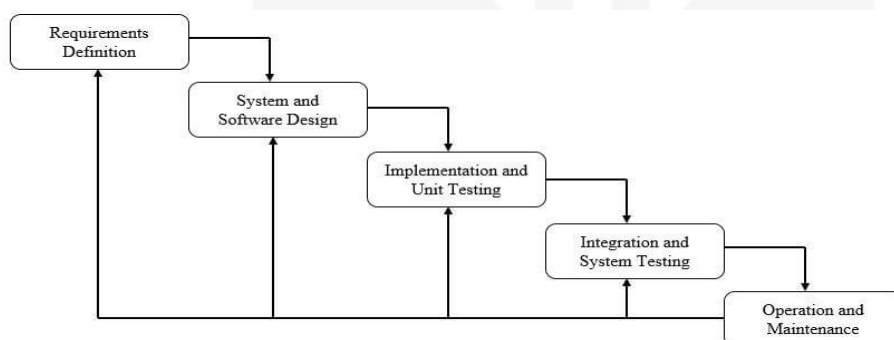 Requirements
Definition
System and
Software Design
Implementation and
Unit Testing
Integration and
System Testing
Operation and
Maintenance